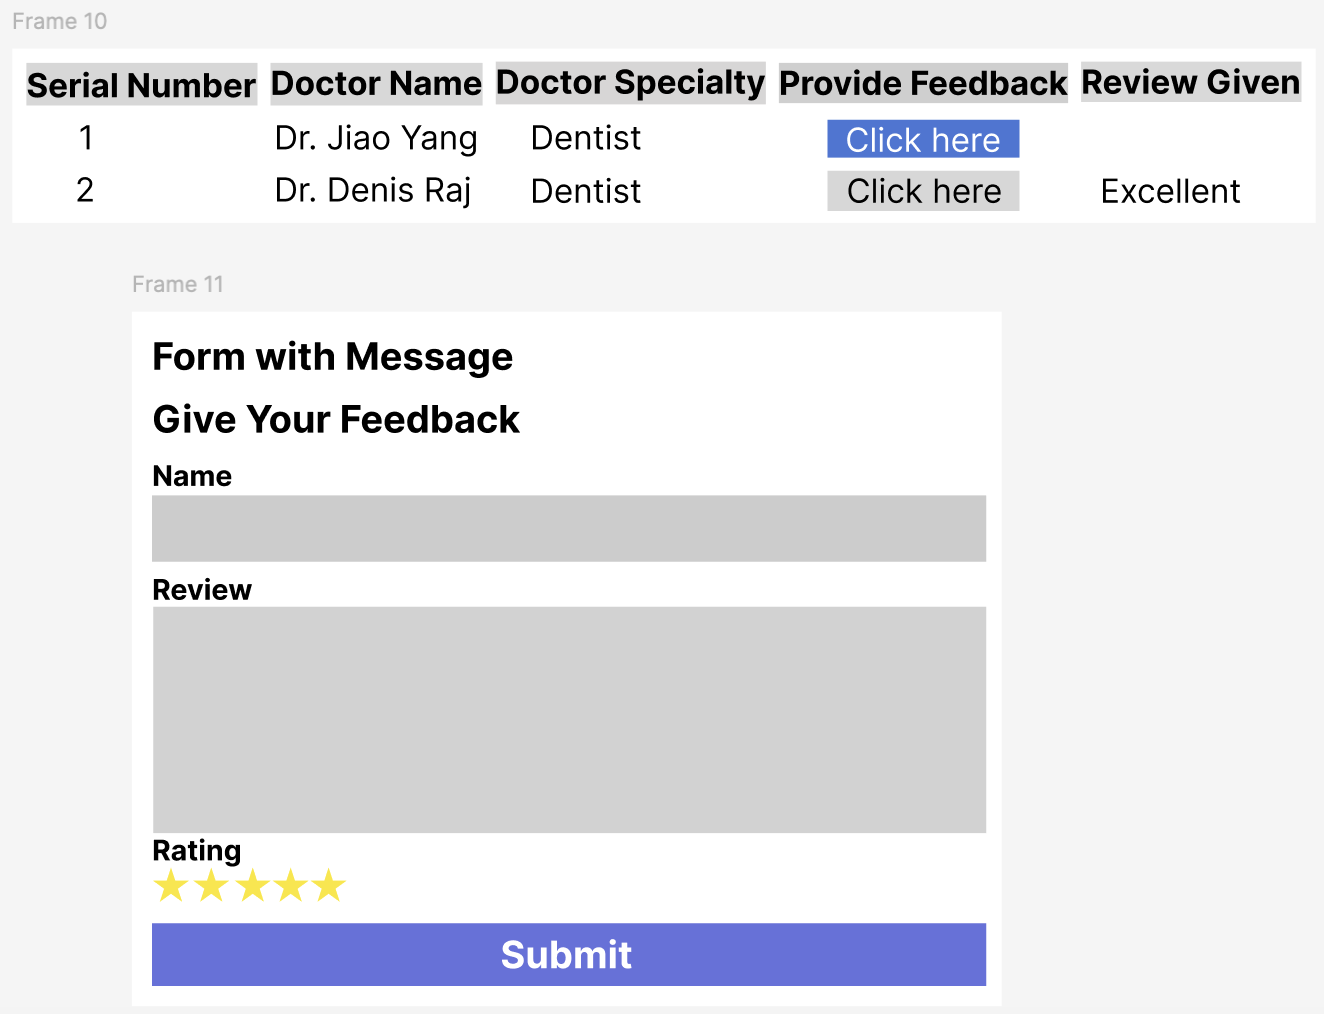 Frame 10
Serial Number Doctor Name Doctor Specialty Provide Feedback Review Given
1 Dr. Jiao Yang Dentist Click here
2 Dr. Denis Raj Dentist Click here Excellent
Frame 11
Form with Message
Give Your Feedback
Name
Review
Rating
Submit